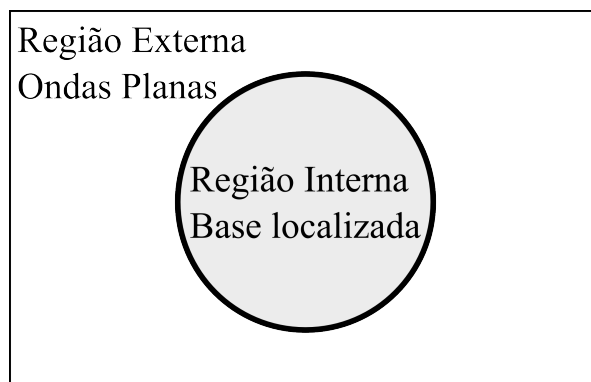 Região Externa
Ondas Planas
Região Interna
Base localizada